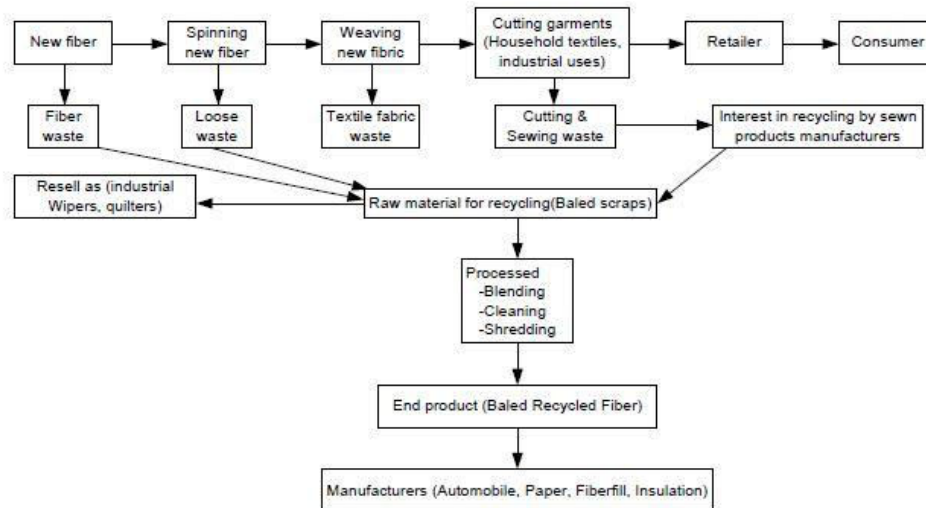 New fiber
Spinning
new fiber
Weaving
new fibric
Cutting garments
(Household textiles,
industrial uses)
Retailer
Consumer
Fiber
waste
Loose
waste
Textile fabric
waste
Cutting &
Sewing waste
Interest in recycling by sewn
products manufacturers
Resell as (industrial
Wipers, quilters)
Raw material for recycling(Baled scraps)
Processed
-Blending
-Cleaning
-Shredding
End product (Baled Recycled Fiber)
Manufacturers (Automobile, Paper, Fiberfill, Insulation)